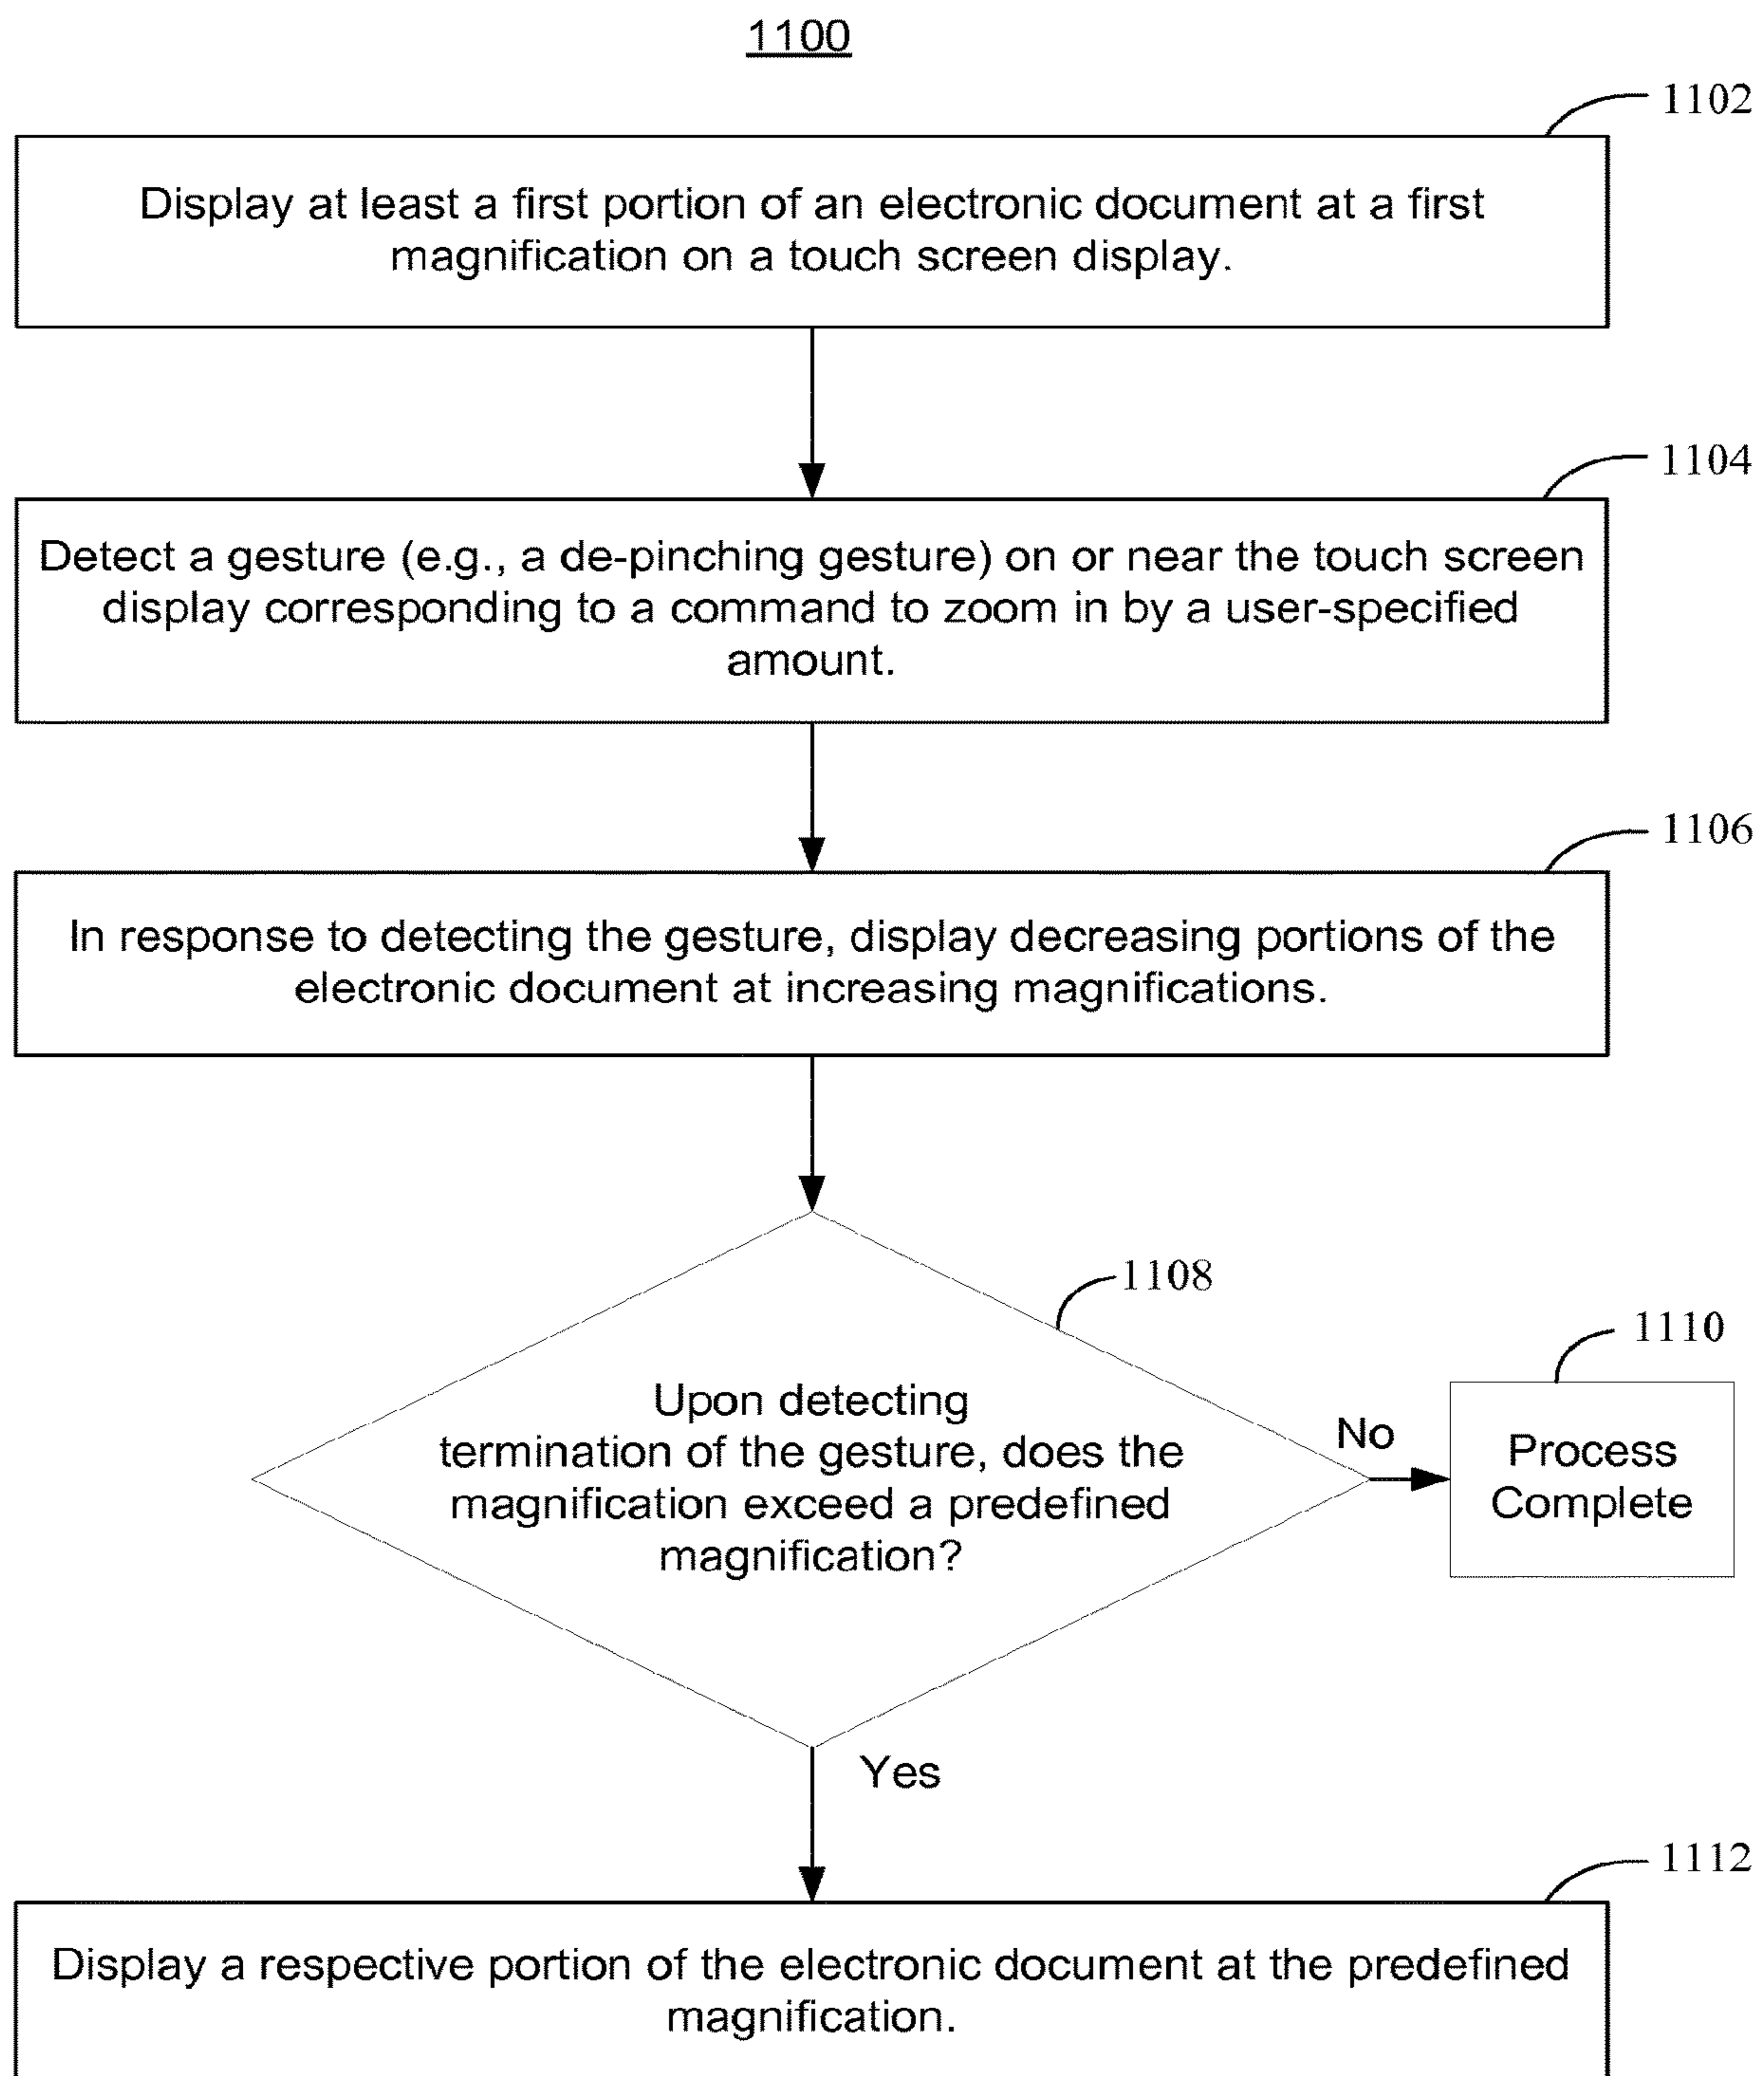 1100
1102
Display at least a first portion of an electronic document at a first
magnification on a touch screen display.
1104
Detect a gesture (e.g., a de-pinching gesture) on or near the touch screen
display corresponding to a command to zoom in by a user-specified
amount.
1106
In response to detecting the gesture, display decreasing portions of the
electronic document at increasing magnifications.
1108
Upon detecting
termination of the gesture, does the
magnification exceed a predefined
magnification?
No
1110
Process
Complete
Yes
1112
Display a respective portion of the electronic document at the predefined
magnification.